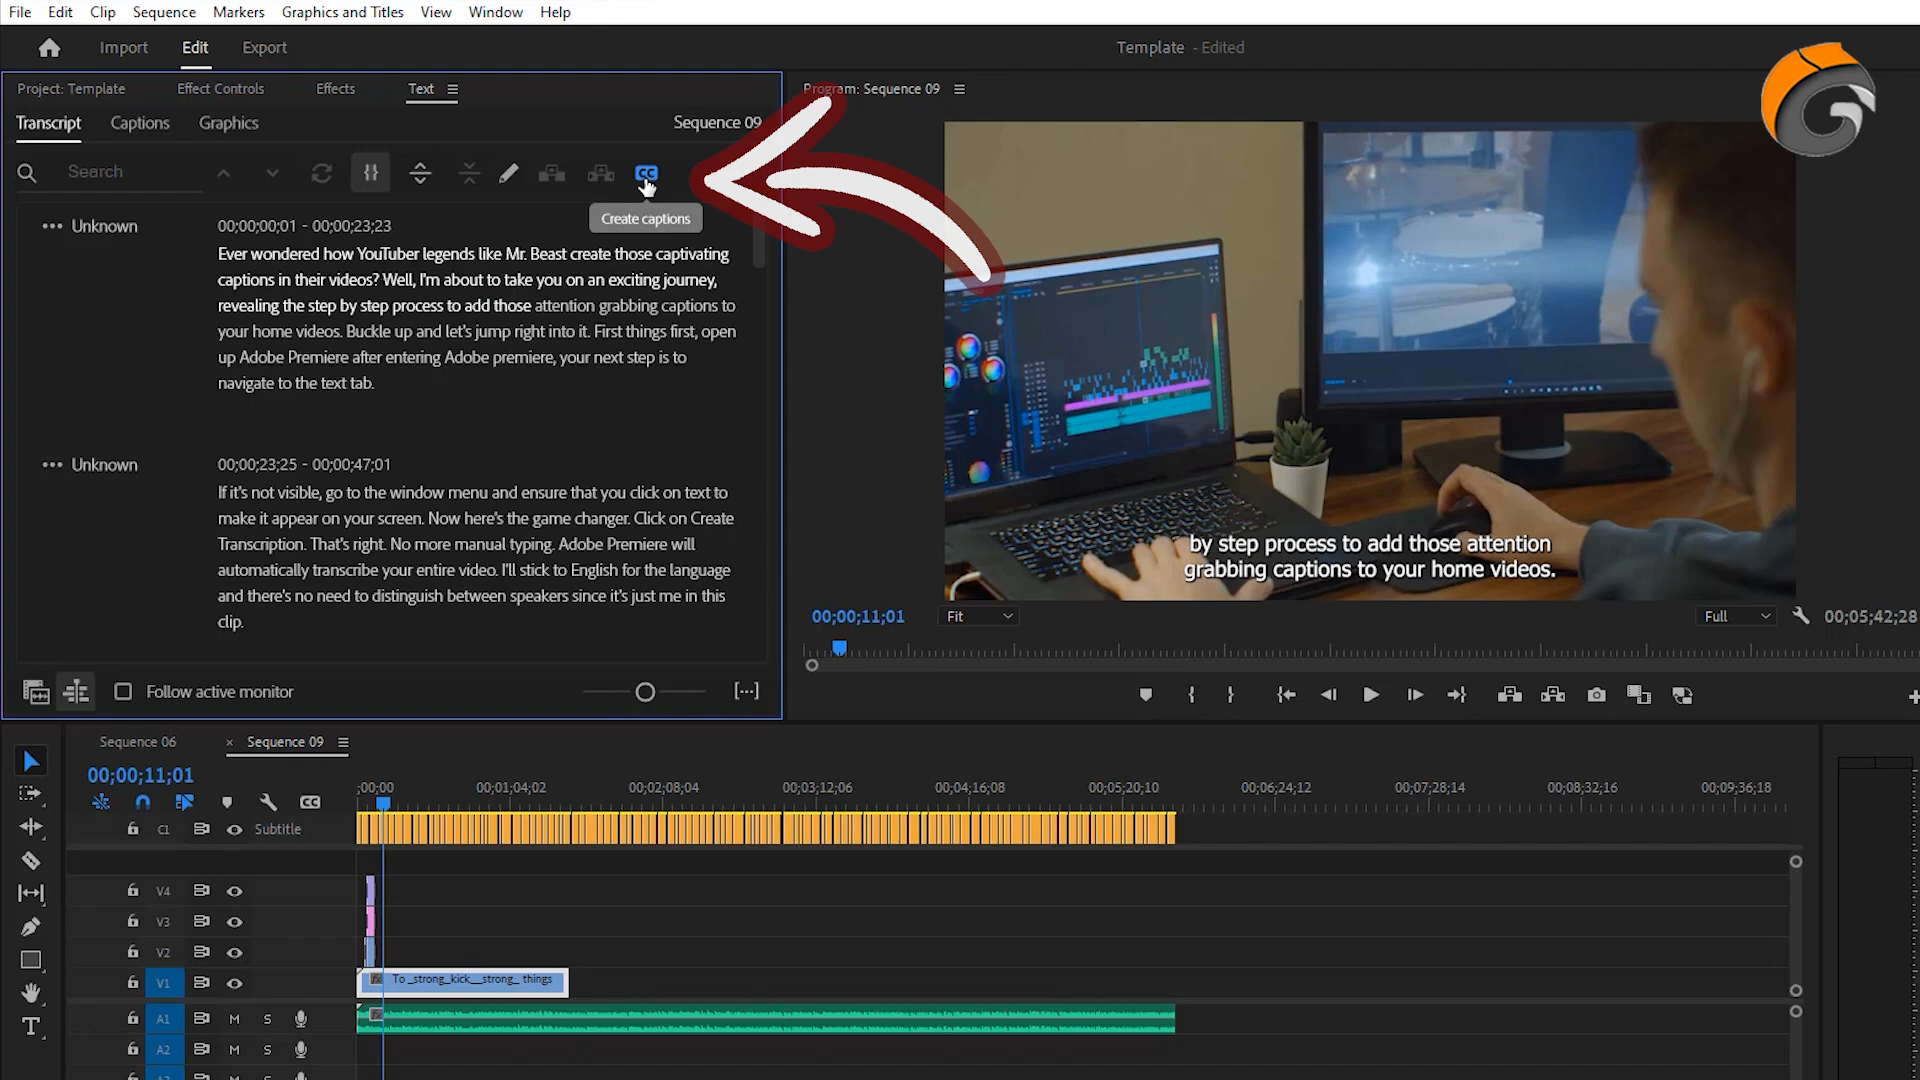 File Edit Clip Sequence Markers Graphics and Titles View Window Help
Import Edit Export
Template - Edited
Project: Template Effect Controls Effects Text
Program: Sequence 09
Transcript Captions Graphics
Sequence 09
Search
CC
Create captions
Unknown
00;00;00;01 - 00;00;23;23
Ever wondered how YouTuber legends like Mr. Beast create those captivating
captions in their videos? Well, I'm about to take you on an exciting journey,
revealing the step by step process to add those attention grabbing captions to
your home videos. Buckle up and let's jump right into it. First things first, open
up Adobe Premiere after entering Adobe premiere, your next step is to
navigate to the text tab.
Unknown
00;00;23;25 - 00;00;47;01
If it's not visible, go to the window menu and ensure that you click on text to
make it appear on your screen. Now here's the game changer. Click on Create
Transcription. That's right. No more manual typing. Adobe Premiere will
automatically transcribe your entire video. I'll stick to English for the language
and there's no need to distinguish between speakers since it's just me in this
clip.
Follow active monitor
by step process to add those attention
grabbing captions to your home videos.
00;00;11;01 Fit Full 00;05;42;28
Sequence 06 × Sequence 09
00;00;11;01
CC
;00;00 00;01;04;02 00;02;08;04 00;03;12;06 00;04;16;08 00;05;20;10 00;06;24;12 00;07;28;14 00;08;32;16 00;09;36;18
C1 Subtitle
V4
V3
V2
V1 fx To _strong_kick__strong_ things
A1 M S fx
A2 M S